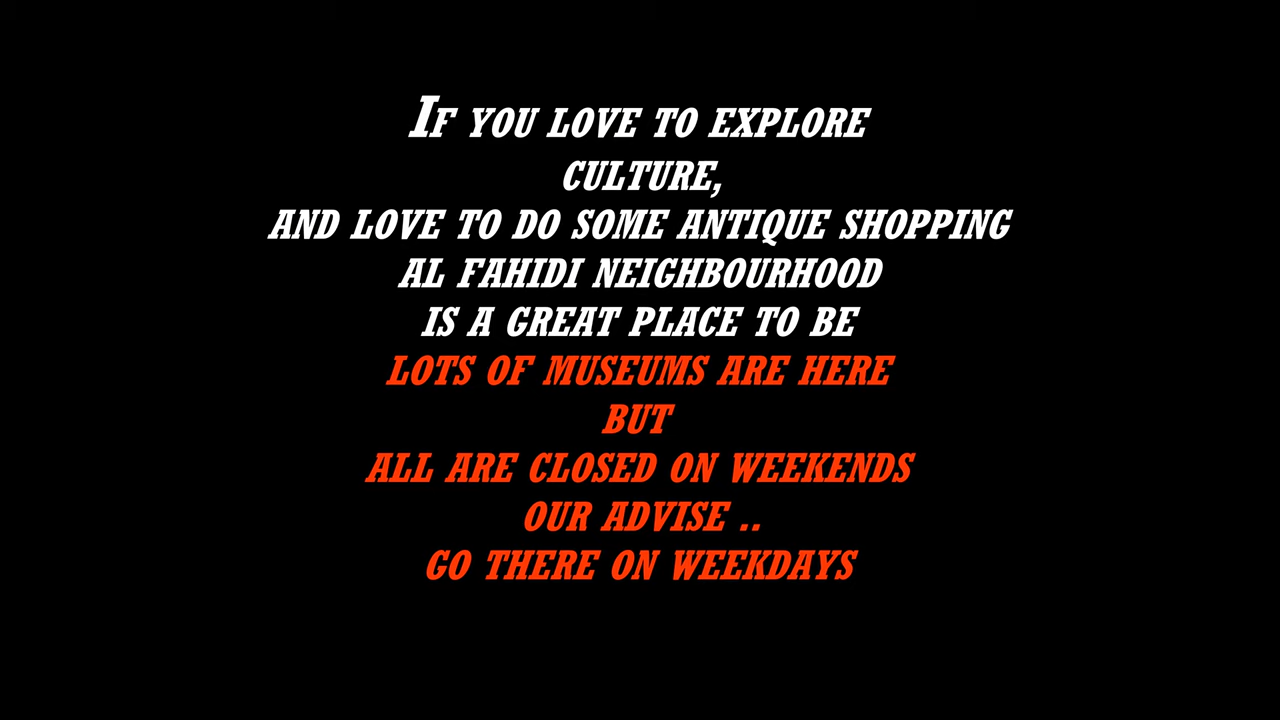 If you love to explore
culture,
and love to do some antique shopping
Al Fahidi Neighbourhood
is a great place to be
lots of museums are here
but
all are closed on weekends
our advise ..
go there on weekdays